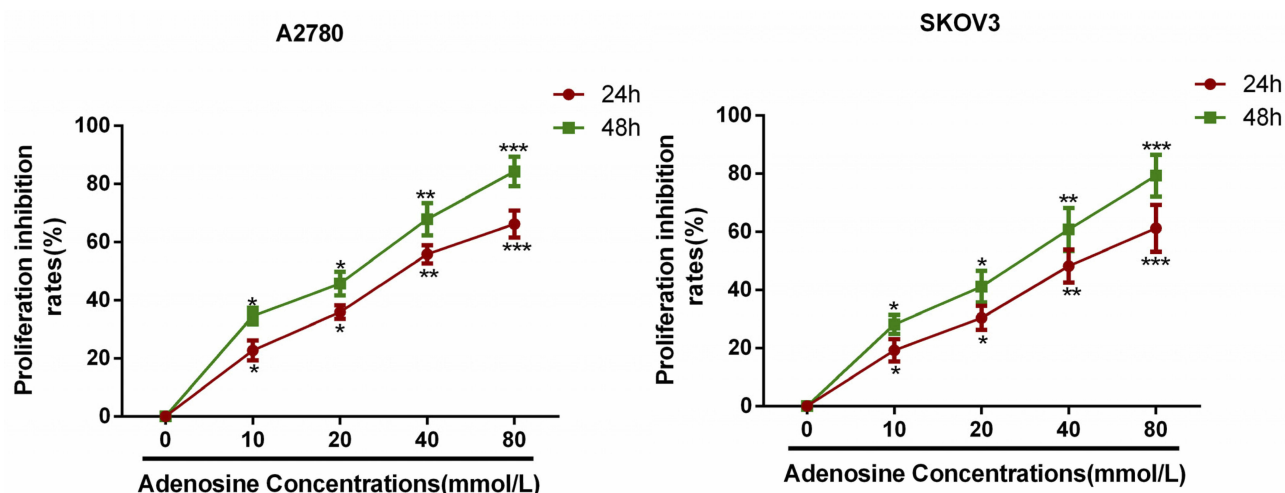 A2780
24h
48h
Proliferation inhibition
rates(%)
100
80
60
40
20
0
*
*
**
***
*
*
**
***
0 10 20 40 80
Adenosine Concentrations(mmol/L)
SKOV3
24h
48h
Proliferation inhibition
rates(%)
100
80
60
40
20
0
*
*
**
***
*
*
**
***
0 10 20 40 80
Adenosine Concentrations(mmol/L)